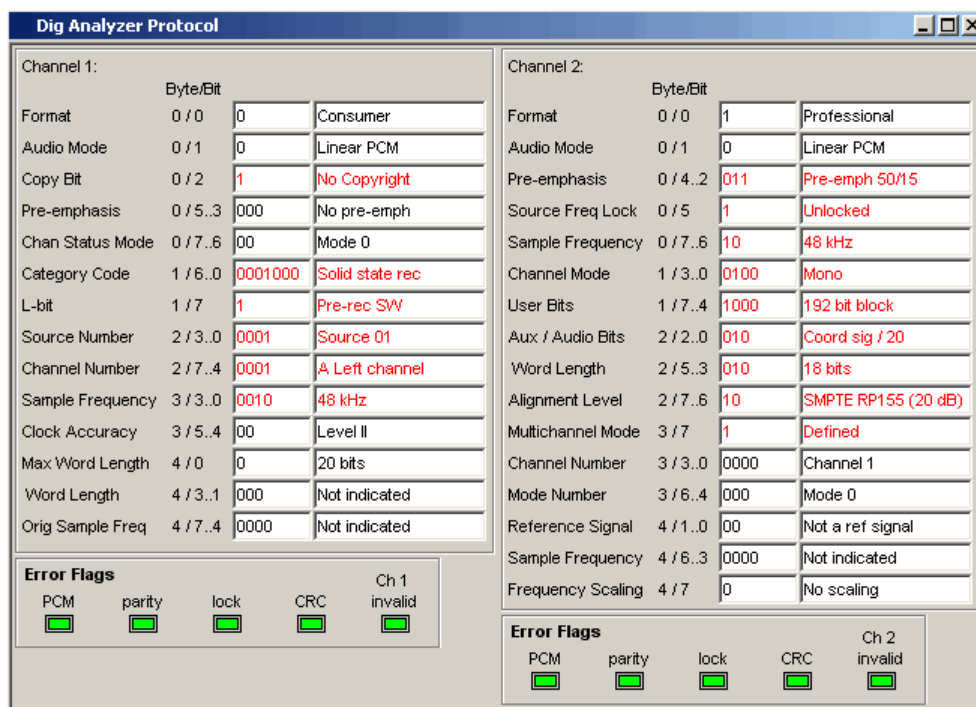 Dig Analyzer Protocol
Channel 1:
Byte/Bit
Format 0 / 0 0 Consumer
Audio Mode 0 / 1 0 Linear PCM
Copy Bit 0 / 2 1 No Copyright
Pre-emphasis 0 / 5..3 000 No pre-emph
Chan Status Mode 0 / 7..6 00 Mode 0
Category Code 1 / 6..0 0001000 Solid state rec
L-bit 1 / 7 1 Pre-rec SW
Source Number 2 / 3..0 0001 Source 01
Channel Number 2 / 7..4 0001 A Left channel
Sample Frequency 3 / 3..0 0010 48 kHz
Clock Accuracy 3 / 5..4 00 Level II
Max Word Length 4 / 0 0 20 bits
Word Length 4 / 3..1 000 Not indicated
Orig Sample Freq 4 / 7..4 0000 Not indicated
Error Flags
Ch 1
PCM parity lock CRC invalid
Channel 2:
Byte/Bit
Format 0 / 0 1 Professional
Audio Mode 0 / 1 0 Linear PCM
Pre-emphasis 0 / 4..2 011 Pre-emph 50/15
Source Freq Lock 0 / 5 1 Unlocked
Sample Frequency 0 / 7..6 10 48 kHz
Channel Mode 1 / 3..0 0100 Mono
User Bits 1 / 7..4 1000 192 bit block
Aux / Audio Bits 2 / 2..0 010 Coord sig / 20
Word Length 2 / 5..3 010 18 bits
Alignment Level 2 / 7..6 10 SMPTE RP155 (20 dB)
Multichannel Mode 3 / 7 1 Defined
Channel Number 3 / 3..0 0000 Channel 1
Mode Number 3 / 6..4 000 Mode 0
Reference Signal 4 / 1..0 00 Not a ref signal
Sample Frequency 4 / 6..3 0000 Not indicated
Frequency Scaling 4 / 7 0 No scaling
Error Flags
Ch 2
PCM parity lock CRC invalid